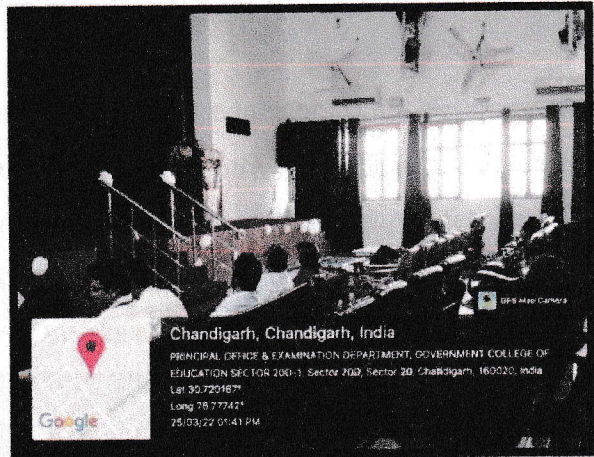 GPS Map Camera
Chandigarh, Chandigarh, India
PRINCIPAL OFFICE & EXAMINATION DEPARTMENT, GOVERNMENT COLLEGE OF
EDUCATION SECTOR 20D-1, Sector 20D, Sector 20, Chandigarh, 160020, India
Lat 30.720187°
Long 76.77742°
25/03/22 01:41 PM
Google